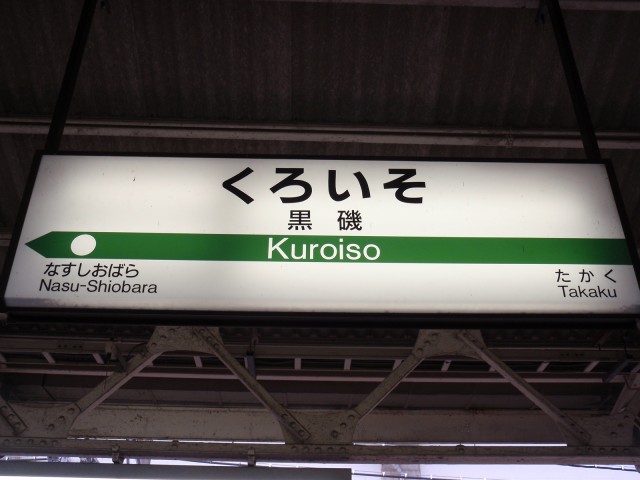 くろいそ
黒磯
Kuroiso
なすしおばら
Nasu-Shiobara
たかく
Takaku